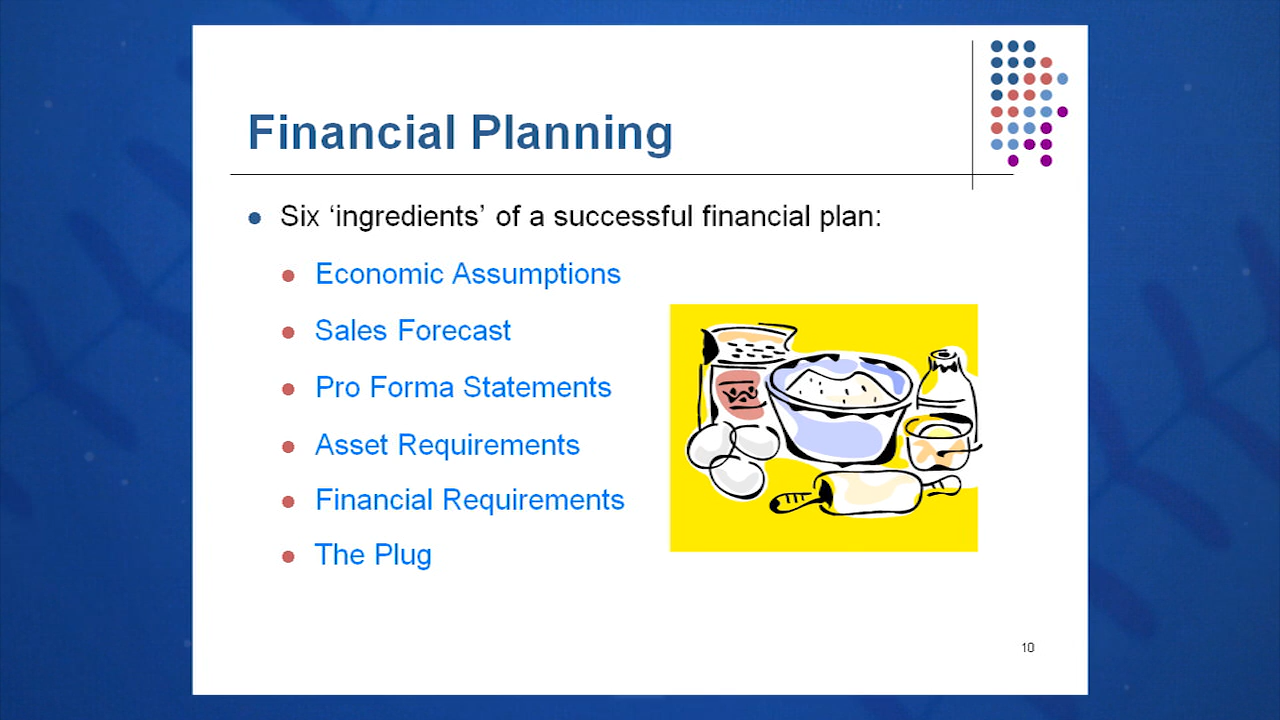 Financial Planning
Six ‘ingredients’ of a successful financial plan:
Economic Assumptions
Sales Forecast
Pro Forma Statements
Asset Requirements
Financial Requirements
The Plug
10